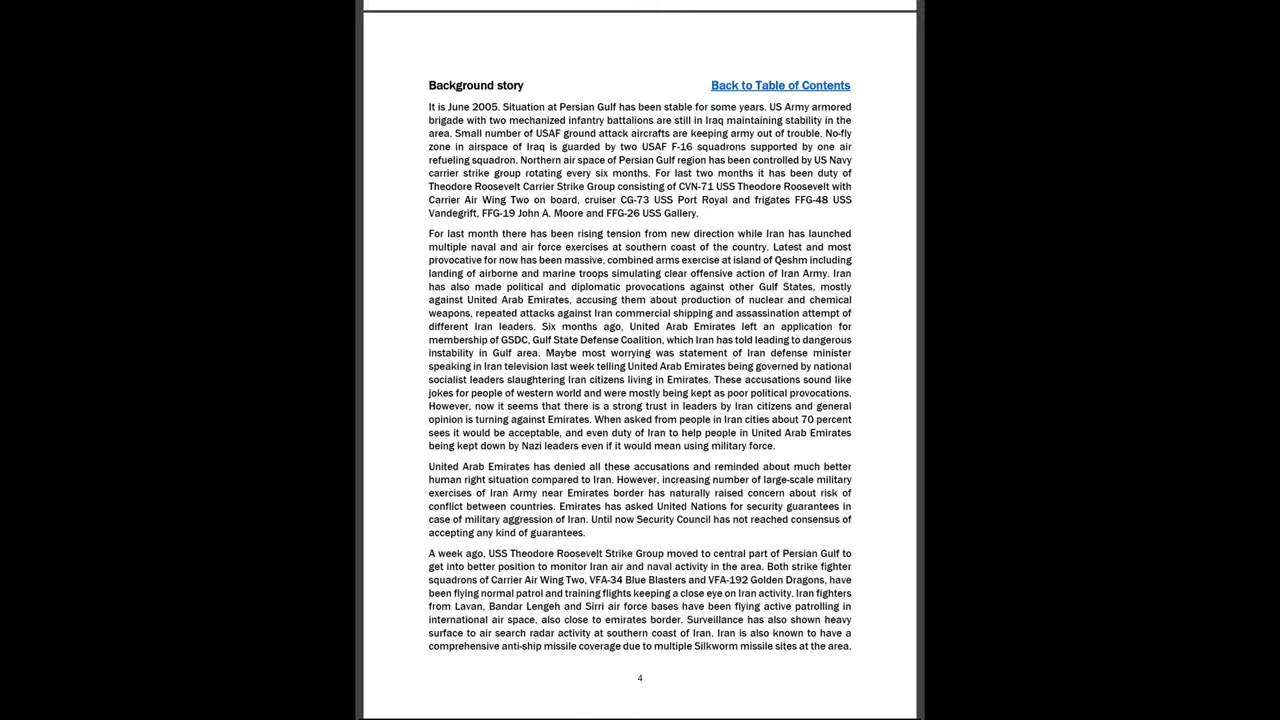 Background story
Back to Table of Contents
It is June 2005. Situation at Persian Gulf has been stable for some years. US Army armored
brigade with two mechanized infantry battalions are still in Iraq maintaining stability in the
area. Small number of USAF ground attack aircrafts are keeping army out of trouble. No-fly
zone in airspace of Iraq is guarded by two USAF F-16 squadrons supported by one air
refueling squadron. Northern air space of Persian Gulf region has been controlled by US Navy
carrier strike group rotating every six months. For last two months it has been duty of
Theodore Roosevelt Carrier Strike Group consisting of CVN-71 USS Theodore Roosevelt with
Carrier Air Wing Two on board, cruiser CG-73 USS Port Royal and frigates FFG-48 USS
Vandegrift, FFG-19 John A. Moore and FFG-26 USS Gallery.
For last month there has been rising tension from new direction while Iran has launched
multiple naval and air force exercises at southern coast of the country. Latest and most
provocative for now has been massive, combined arms exercise at island of Qeshm including
landing of airborne and marine troops simulating clear offensive action of Iran Army. Iran
has also made political and diplomatic provocations against other Gulf States, mostly
against United Arab Emirates, accusing them about production of nuclear and chemical
weapons, repeated attacks against Iran commercial shipping and assassination attempt of
different Iran leaders. Six months ago, United Arab Emirates left an application for
membership of GSDC, Gulf State Defense Coalition, which Iran has told leading to dangerous
instability in Gulf area. Maybe most worrying was statement of Iran defense minister
speaking in Iran television last week telling United Arab Emirates being governed by national
socialist leaders slaughtering Iran citizens living in Emirates. These accusations sound like
jokes for people of western world and were mostly being kept as poor political provocations.
However, now it seems that there is a strong trust in leaders by Iran citizens and general
opinion is turning against Emirates. When asked from people in Iran cities about 70 percent
sees it would be acceptable, and even duty of Iran to help people in United Arab Emirates
being kept down by Nazi leaders even if it would mean using military force.
United Arab Emirates has denied all these accusations and reminded about much better
human right situation compared to Iran. However, increasing number of large-scale military
exercises of Iran Army near Emirates border has naturally raised concern about risk of
conflict between countries. Emirates has asked United Nations for security guarantees in
case of military aggression of Iran. Until now Security Council has not reached consensus of
accepting any kind of guarantees.
A week ago, USS Theodore Roosevelt Strike Group moved to central part of Persian Gulf to
get into better position to monitor Iran air and naval activity in the area. Both strike fighter
squadrons of Carrier Air Wing Two, VFA-34 Blue Blasters and VFA-192 Golden Dragons, have
been flying normal patrol and training flights keeping a close eye on Iran activity. Iran fighters
from Lavan, Bandar Lengeh and Sirri air force bases have been flying active patrolling in
international air space, also close to emirates border. Surveillance has also shown heavy
surface to air search radar activity at southern coast of Iran. Iran is also known to have a
comprehensive anti-ship missile coverage due to multiple Silkworm missile sites at the area.
4